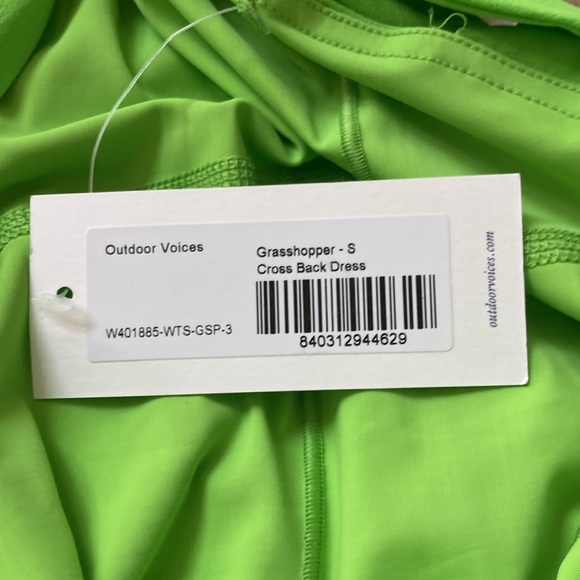 Outdoor Voices
Grasshopper - S
Cross Back Dress
W401885-WTS-GSP-3
840312944629
outdoorvoices.com